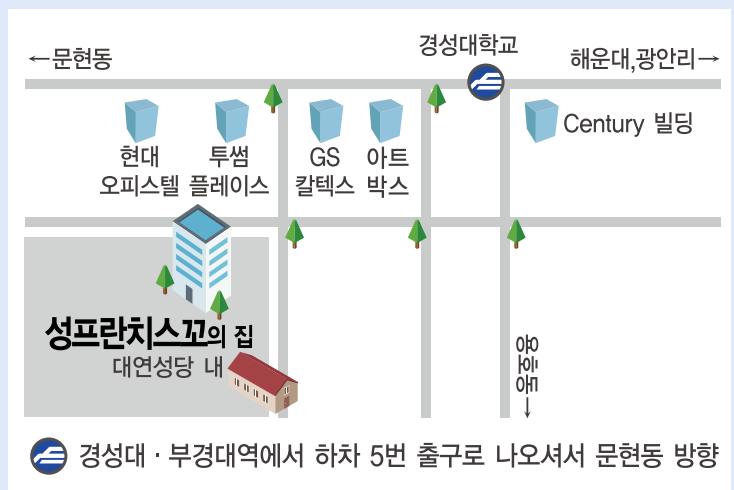 경성대학교
←문현동
해운대,광안리→
Century 빌딩
현대
오피스텔
투썸
플레이스
GS
칼텍스
아트
박스
성프란치스꼬의 집
대연성당 내
용호동→
경성대 · 부경대역에서 하차 5번 출구로 나오셔서 문현동 방향